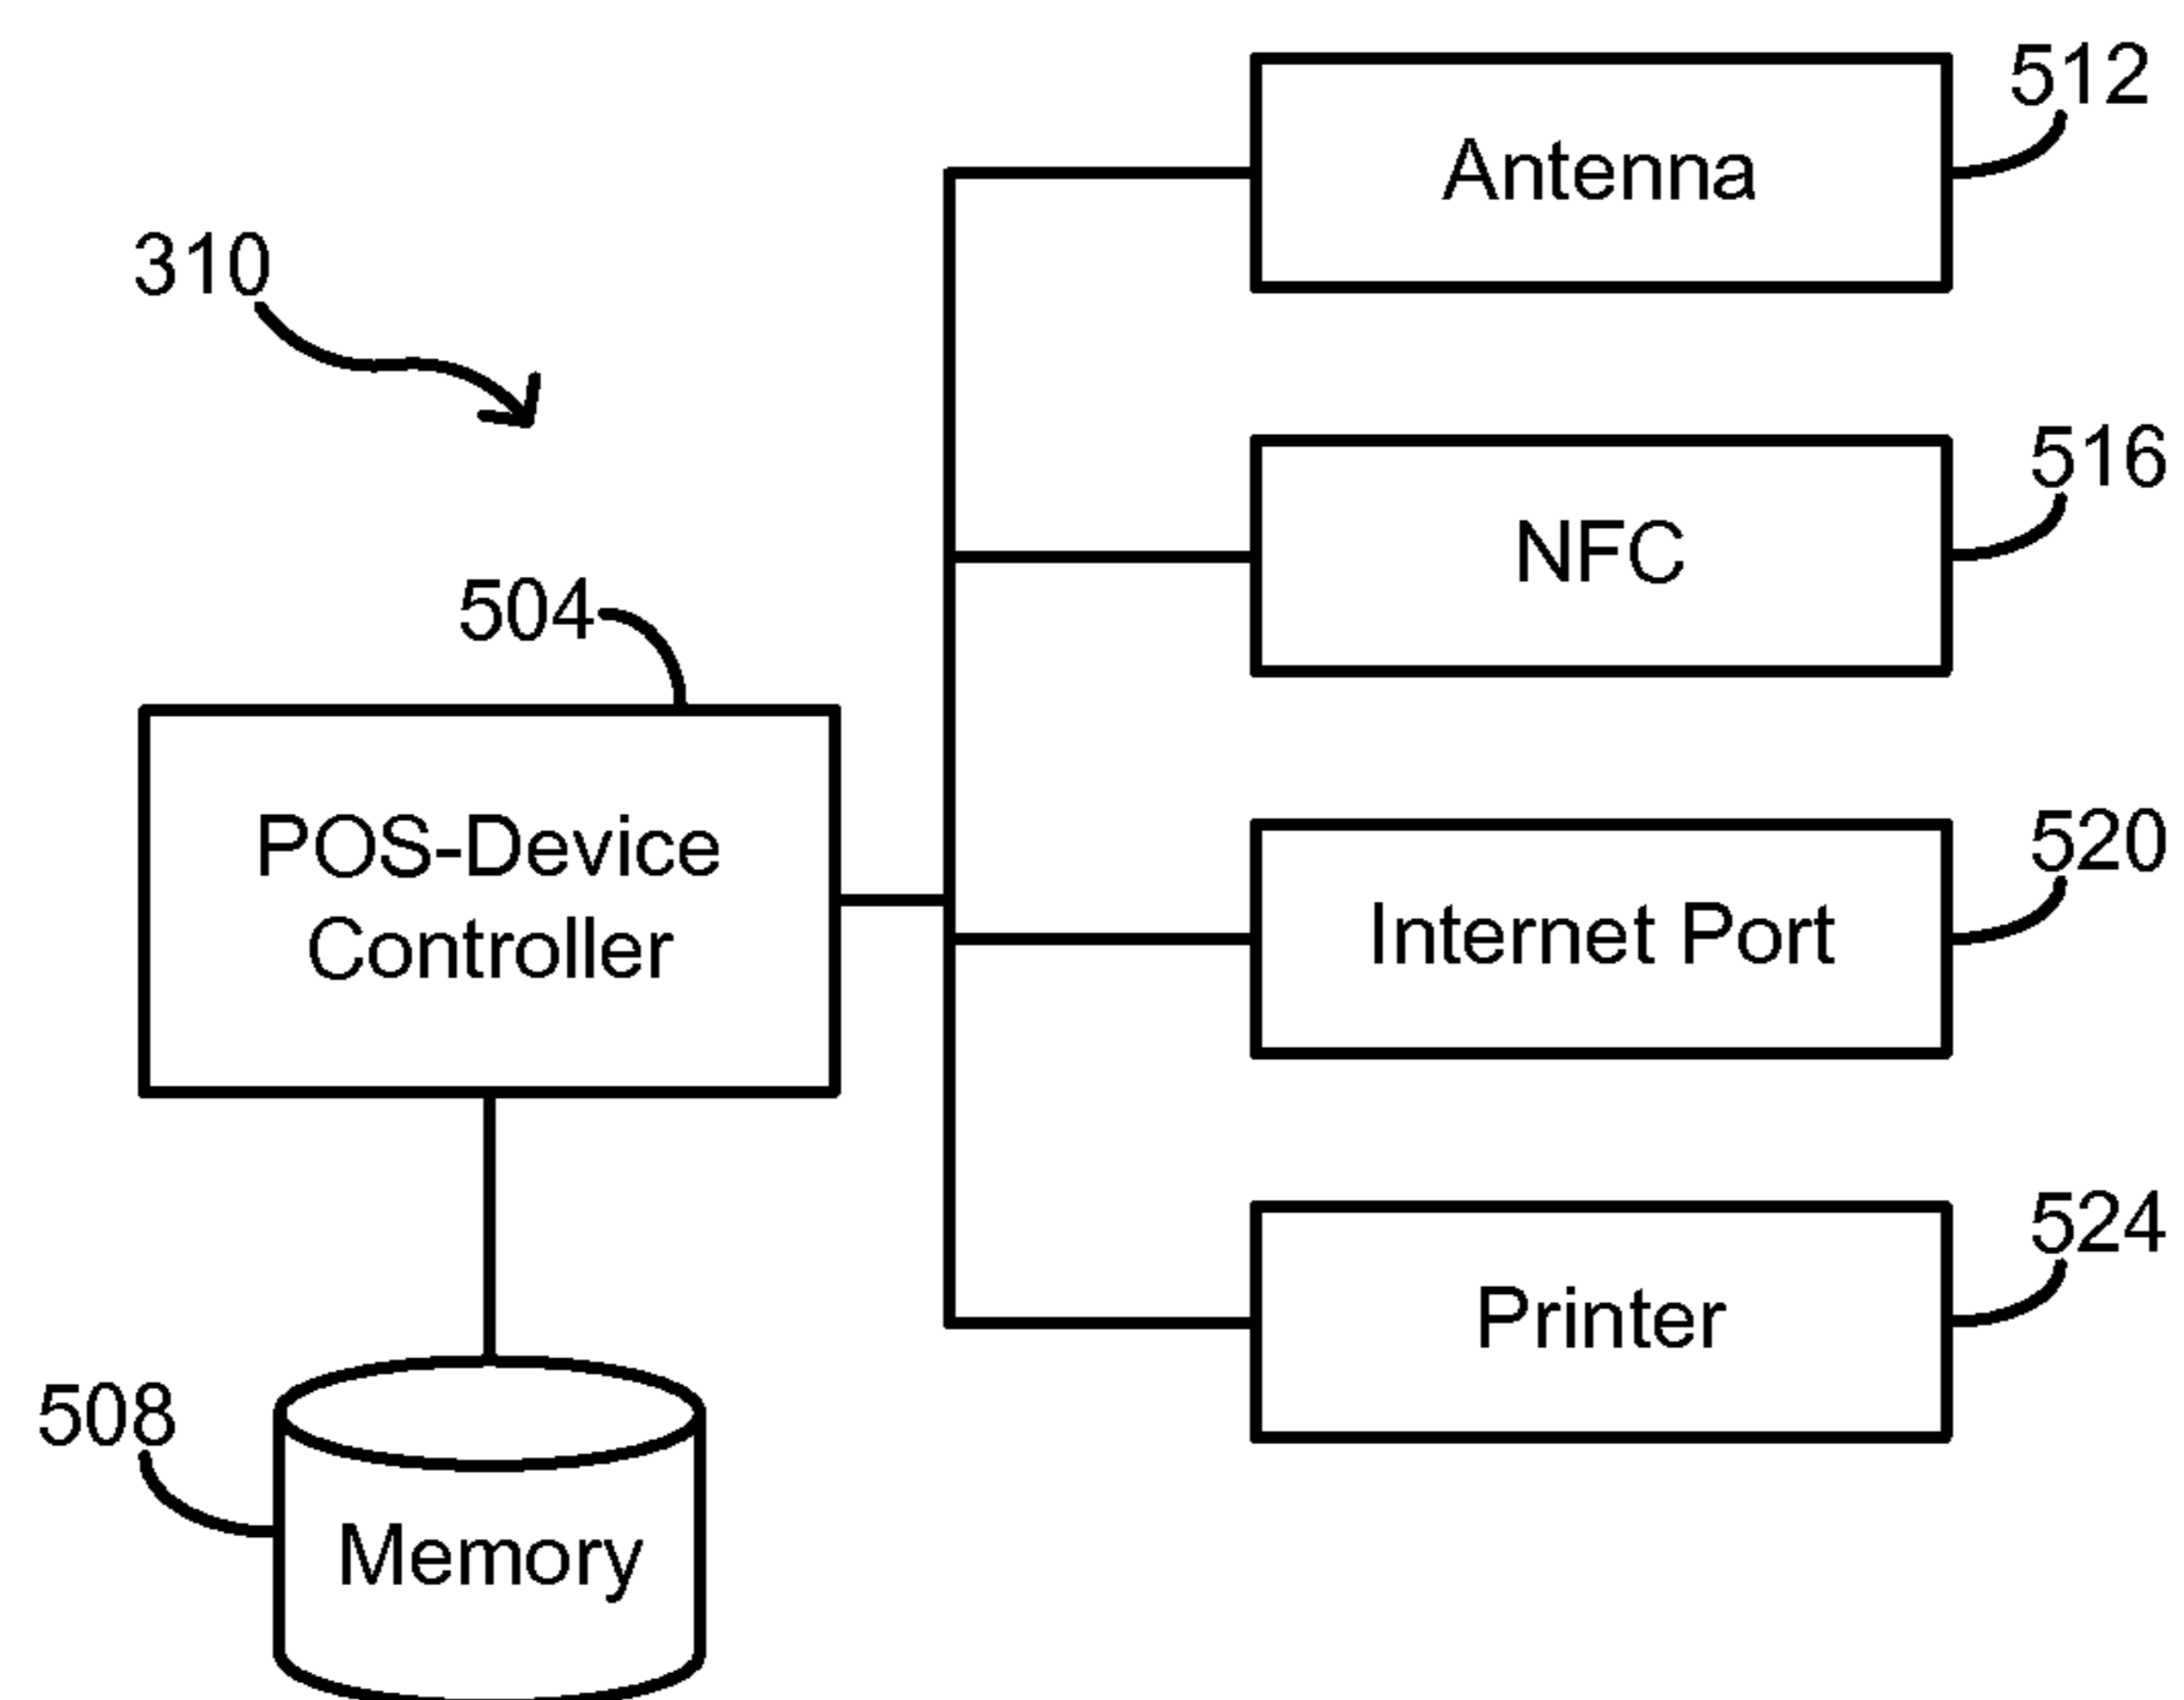 512
Antenna
310
516
NFC
504
POS-Device
Controller
520
Internet Port
524
Printer
508
Memory